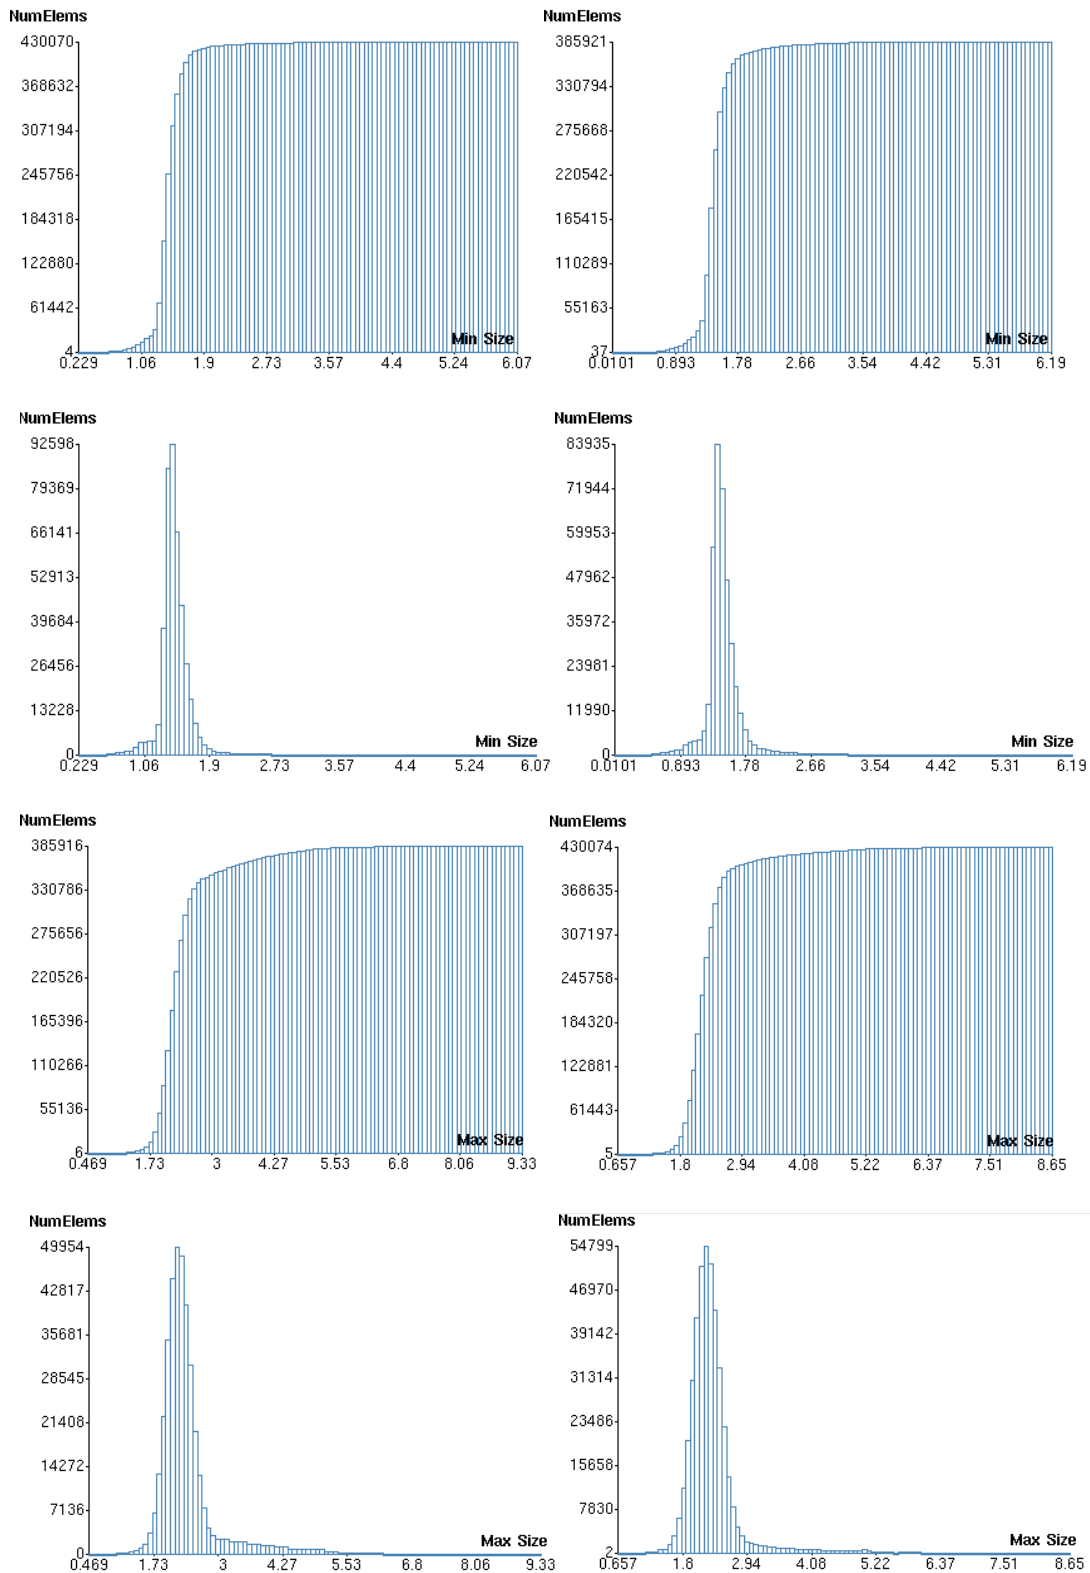 NumElems
430070
368632
307194
245756
184318
122880
61442
4
Min Size
0.229 1.06 1.9 2.73 3.57 4.4 5.24 6.07
NumElems
385921
330794
275668
220542
165415
110289
55163
37
Min Size
0.0101 0.893 1.78 2.66 3.54 4.42 5.31 6.19
NumElems
92598
79369
66141
52913
39684
26456
13228
0
Min Size
0.229 1.06 1.9 2.73 3.57 4.4 5.24 6.07
NumElems
83935
71944
59953
47962
35972
23981
11990
0
Min Size
0.0101 0.893 1.78 2.66 3.54 4.42 5.31 6.19
NumElems
385916
330786
275656
220526
165396
110266
55136
6
Max Size
0.469 1.73 3 4.27 5.53 6.8 8.06 9.33
NumElems
430074
368635
307197
245758
184320
122881
61443
5
Max Size
0.657 1.8 2.94 4.08 5.22 6.37 7.51 8.65
NumElems
49954
42817
35681
28545
21408
14272
7136
0
Max Size
0.469 1.73 3 4.27 5.53 6.8 8.06 9.33
NumElems
54799
46970
39142
31314
23486
15658
7830
2
Max Size
0.657 1.8 2.94 4.08 5.22 6.37 7.51 8.65